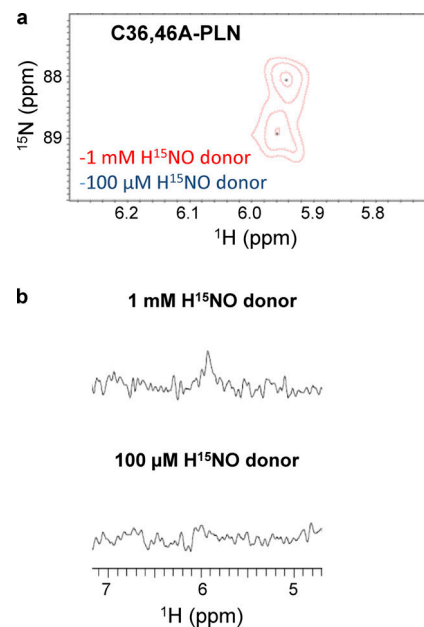 a
C36,46A-PLN
¹⁵N (ppm)
88
89
-1 mM H¹⁵NO donor
-100 µM H¹⁵NO donor
6.2 6.1 6.0 5.9 5.8
¹H (ppm)
b
1 mM H¹⁵NO donor
100 µM H¹⁵NO donor
7 6 5
¹H (ppm)